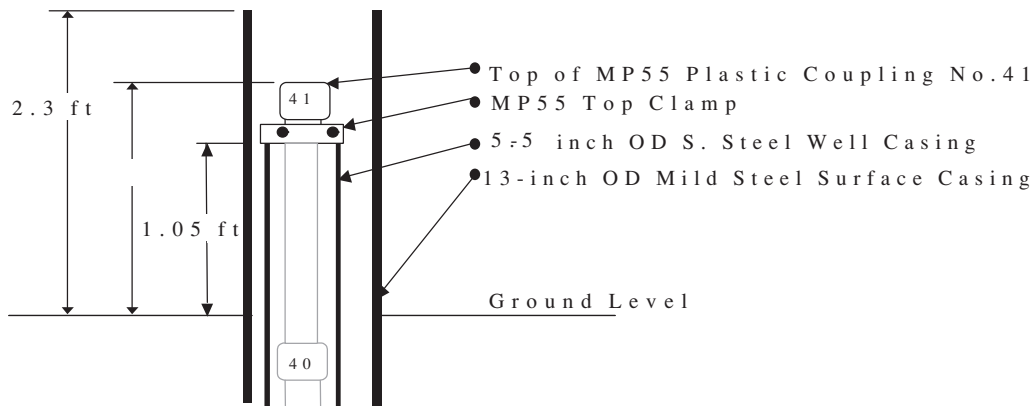 41
Top of MP55 Plastic Coupling No.41
2.3 ft
MP55 Top Clamp
5-5 inch OD S. Steel Well Casing
13-inch OD Mild Steel Surface Casing
1.05 ft
Ground Level
40